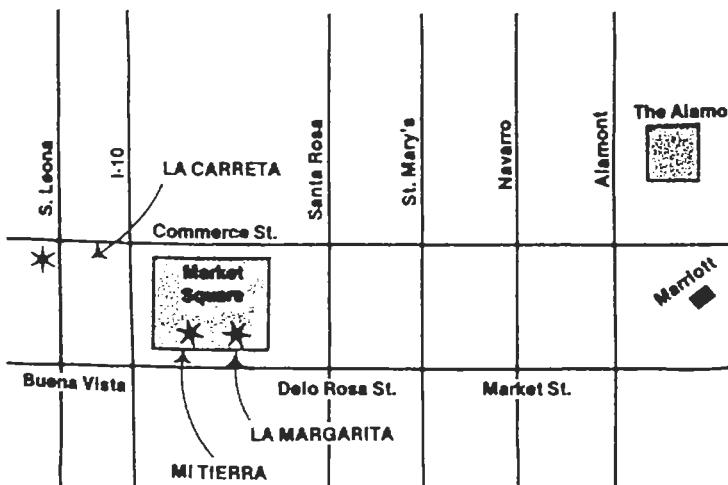 The Alamo
S. Leona
I-10
LA CARRETA
Santa Rosa
St. Mary's
Navarro
Alamont
Commerce St.
Market
Square
Marriott
Buena Vista
Delo Rosa St.
Market St.
LA MARGARITA
MI TIERRA